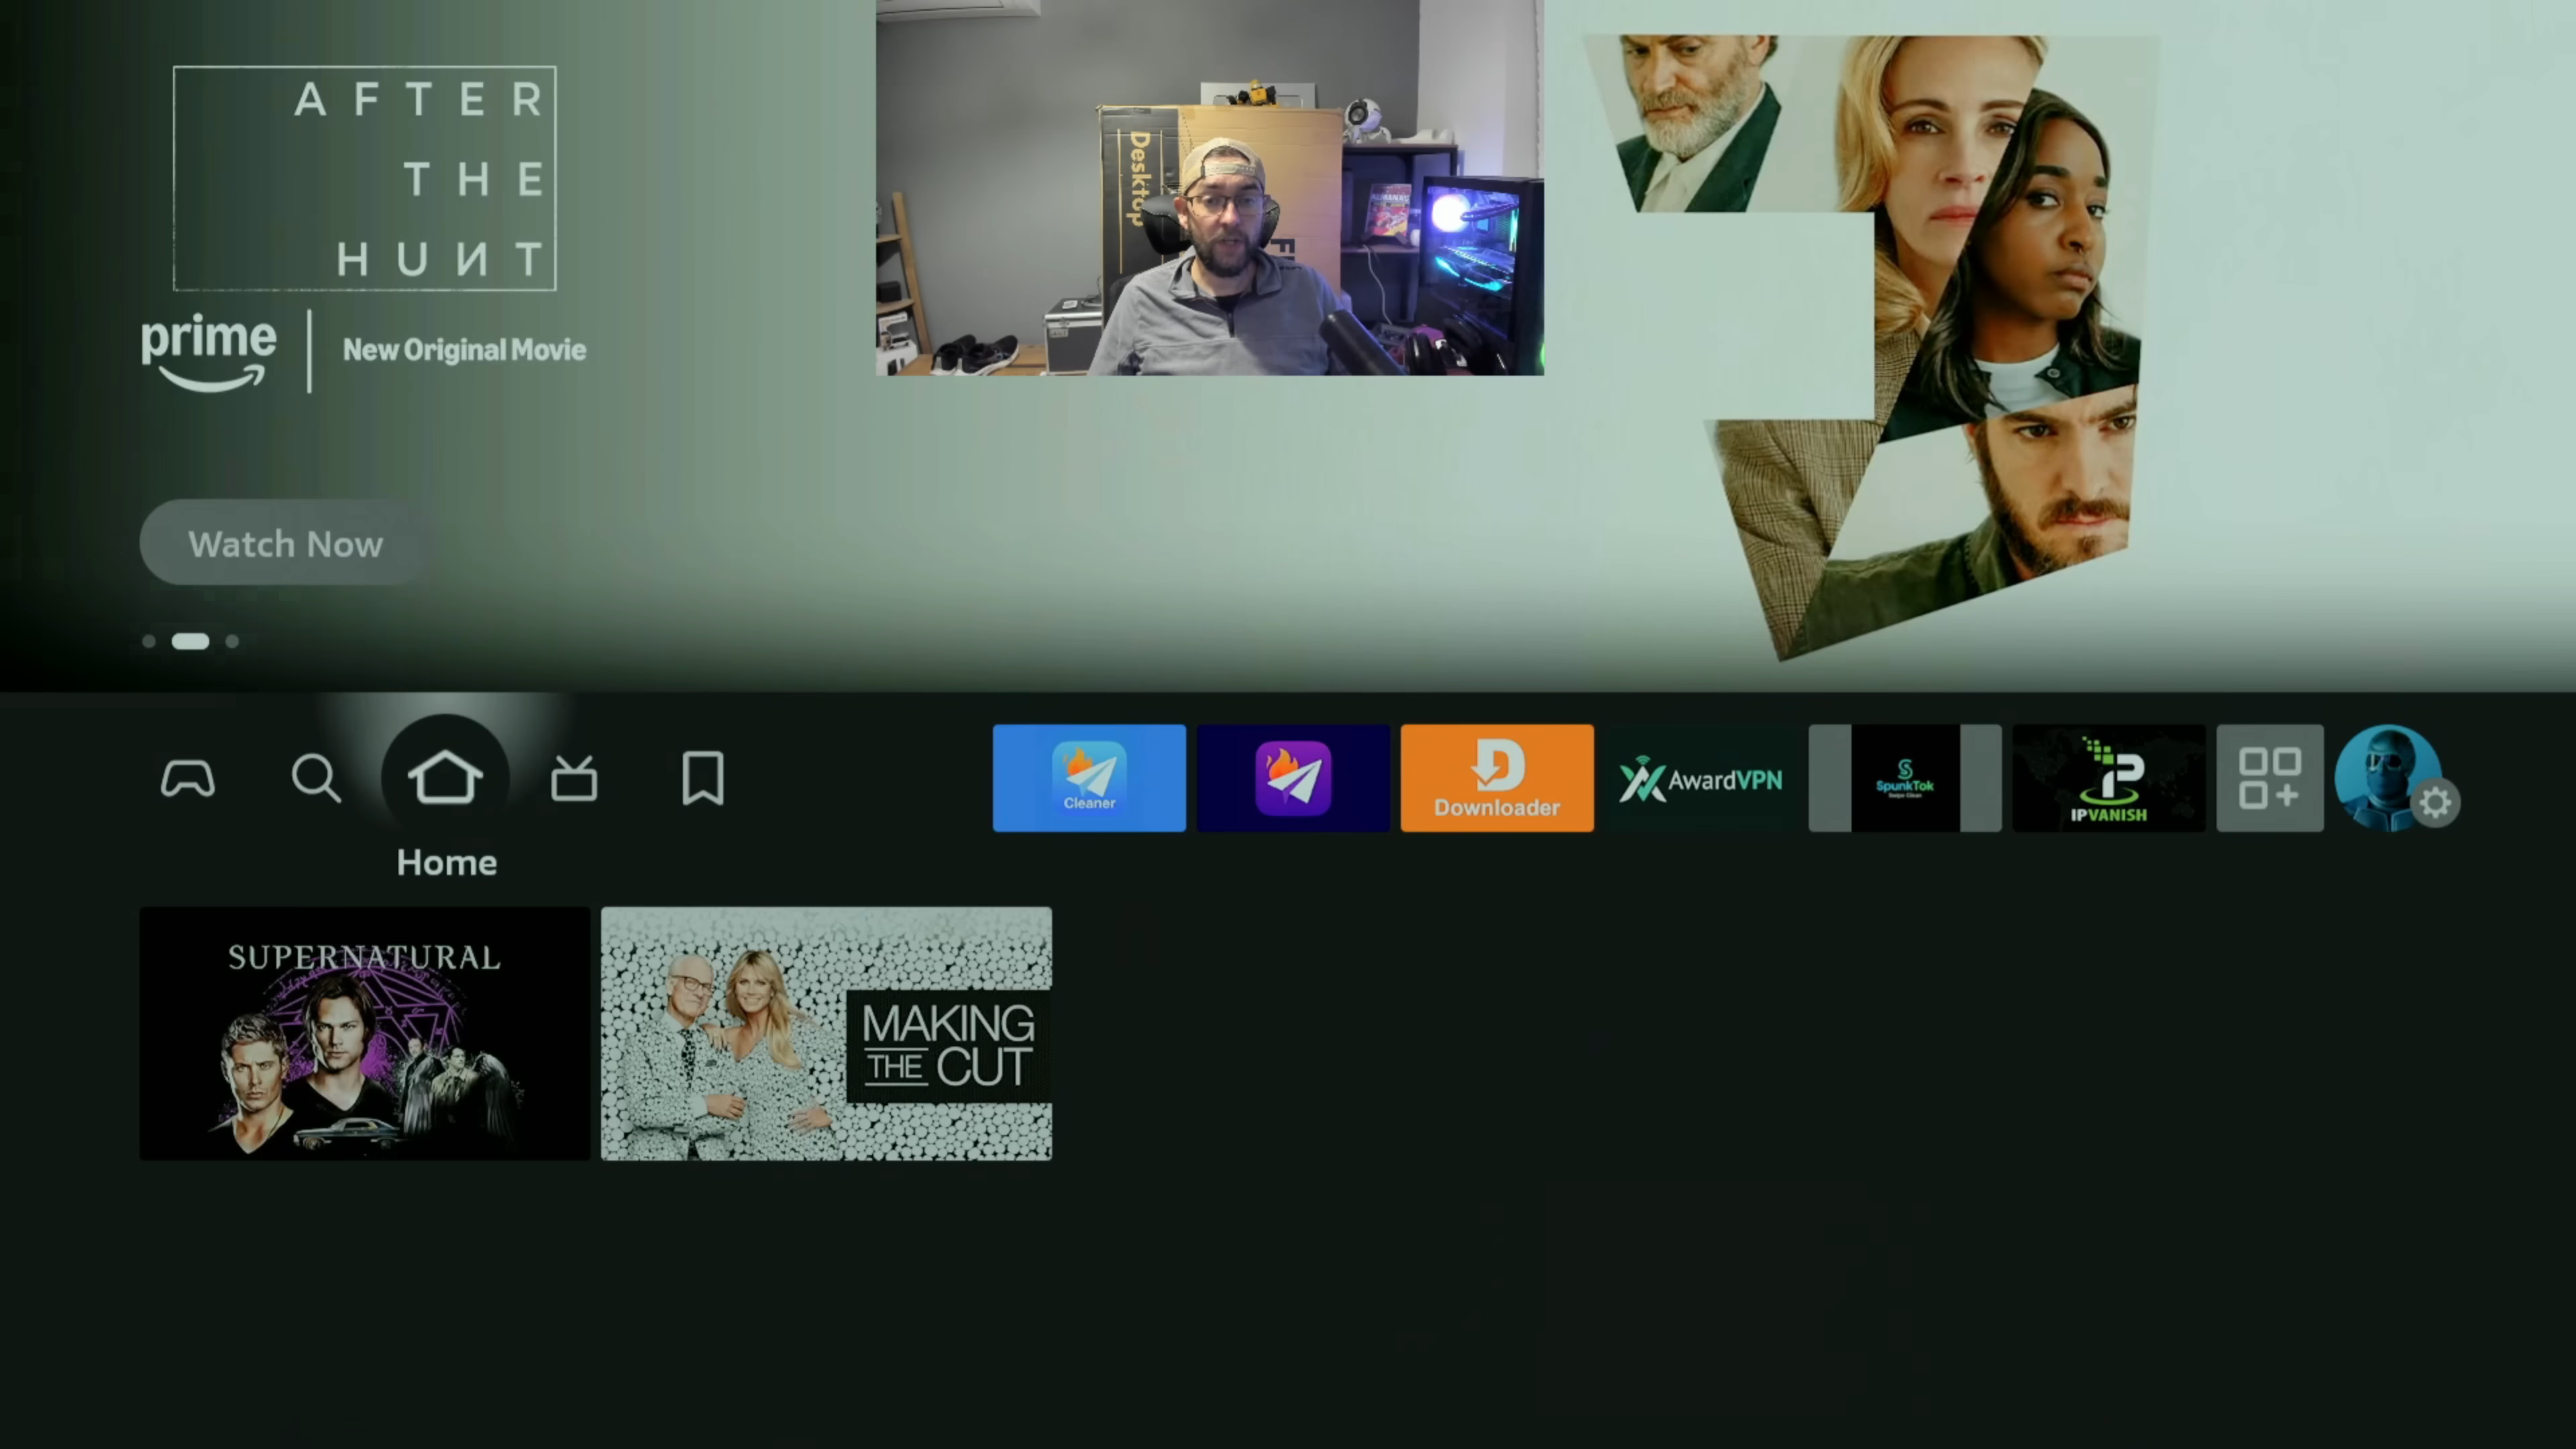 AFTER
THE
HUИT
prime
New Original Movie
Watch Now
Desktop
Cleaner
Downloader
AwardVPN
SpunkTok
IPVANISH
Home
SUPERNATURAL
MAKING
THE CUT